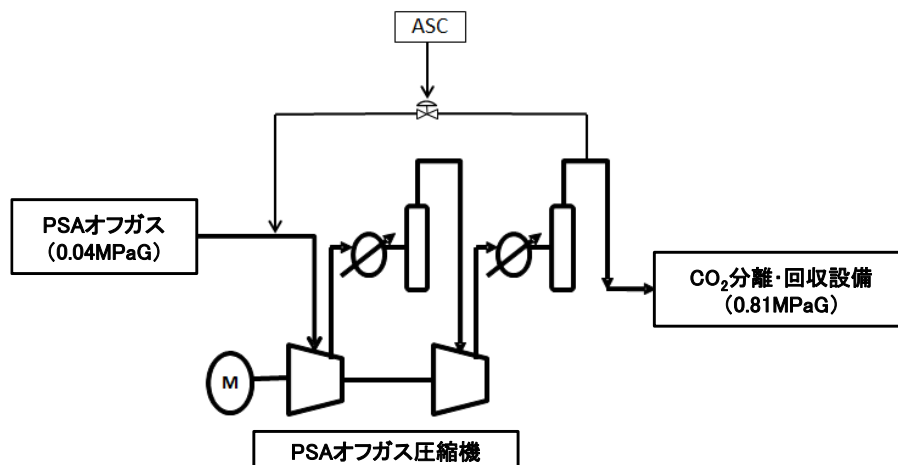 ASC
PSAオフガス
（0.04MPaG）
CO₂分離・回収設備
（0.81MPaG）
M
PSAオフガス圧縮機